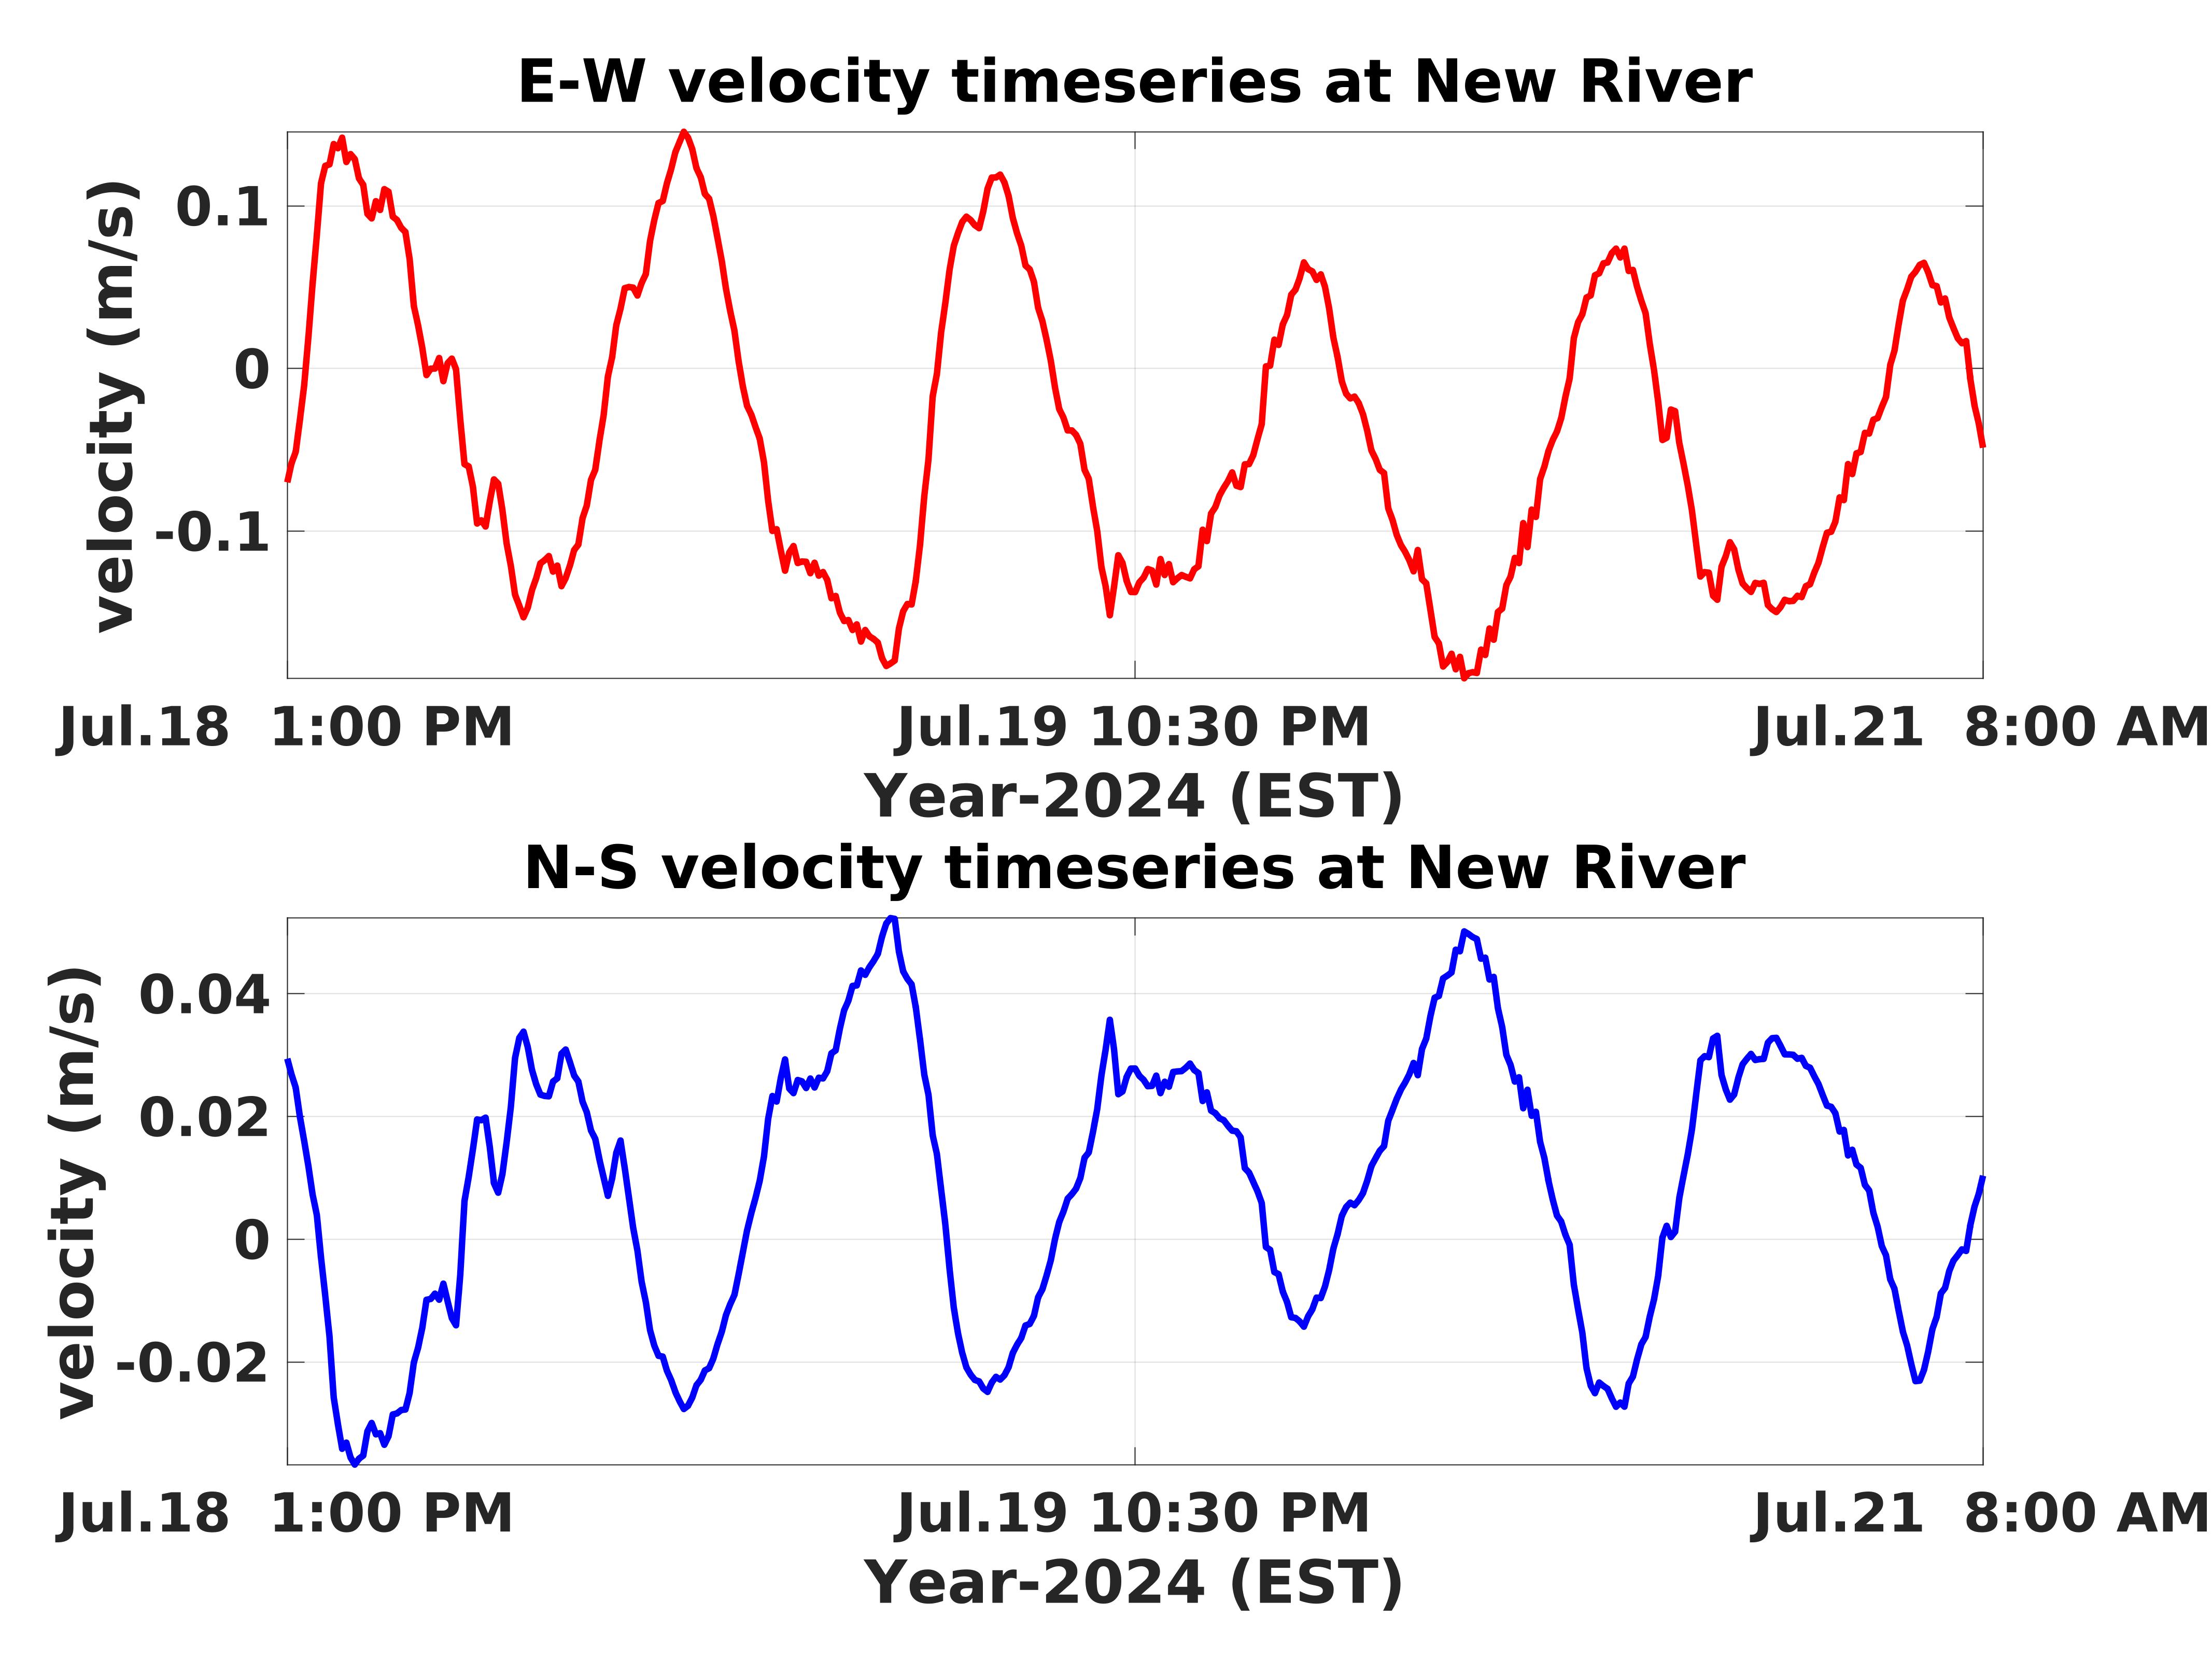 E-W velocity timeseries at New River
velocity (m/s)
0.1
0
-0.1
Jul.18  1:00 PM
Jul.19 10:30 PM
Jul.21  8:00 AM
Year-2024 (EST)
N-S velocity timeseries at New River
velocity (m/s)
0.04
0.02
0
-0.02
Jul.18  1:00 PM
Jul.19 10:30 PM
Jul.21  8:00 AM
Year-2024 (EST)